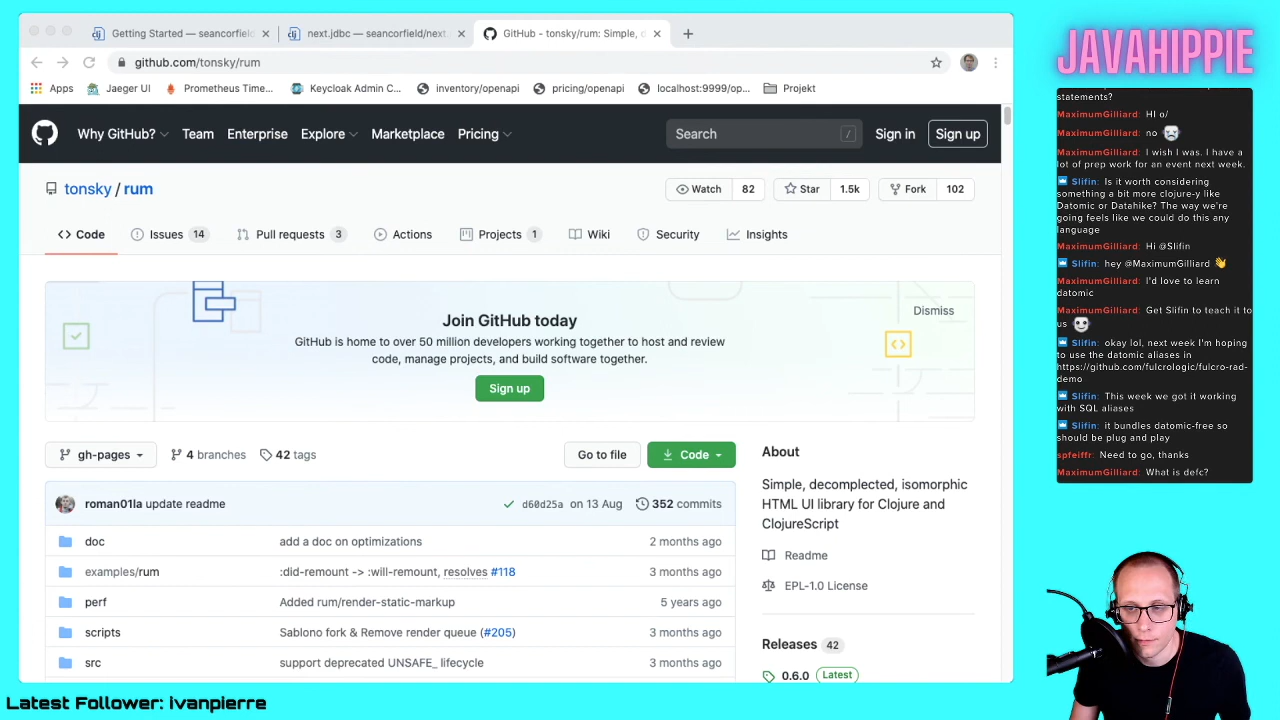 Getting Started — seancorfield
next.jdbc — seancorfield/next.
GitHub - tonsky/rum: Simple, d
github.com/tonsky/rum
Apps
Jaeger UI
Prometheus Time...
Keycloak Admin C...
inventory/openapi
pricing/openapi
localhost:9999/op...
Projekt
Why GitHub?
Team
Enterprise
Explore
Marketplace
Pricing
Search
/
Sign in
Sign up
tonsky / rum
Watch 82
Star 1.5k
Fork 102
Code
Issues 14
Pull requests 3
Actions
Projects 1
Wiki
Security
Insights
Join GitHub today
Dismiss
GitHub is home to over 50 million developers working together to host and review
code, manage projects, and build software together.
Sign up
gh-pages
4 branches
42 tags
Go to file
Code
roman01la update readme
d60d25a on 13 Aug
352 commits
doc
add a doc on optimizations
2 months ago
examples/rum
:did-remount -> :will-remount, resolves #118
3 months ago
perf
Added rum/render-static-markup
5 years ago
scripts
Sablono fork & Remove render queue (#205)
3 months ago
src
support deprecated UNSAFE_ lifecycle
3 months ago
About
Simple, decomplected, isomorphic
HTML UI library for Clojure and
ClojureScript
Readme
EPL-1.0 License
Releases 42
0.6.0 Latest
JAVAHIPPIE
statements?
MaximumGilliard: HI o/
MaximumGilliard: no
MaximumGilliard: I wish I was. I have a
lot of prep work for an event next week.
Slifin: Is it worth considering
something a bit more clojure-y like
Datomic or Datahike? The way we're
going feels like we could do this any
language
MaximumGilliard: Hi @Slifin
Slifin: hey @MaximumGilliard 👋
MaximumGilliard: I'd love to learn
datomic
MaximumGilliard: Get Slifin to teach it to
us
Slifin: okay lol, next week I'm hoping
to use the datomic aliases in
https://github.com/fulcrologic/fulcro-rad-
demo
Slifin: This week we got it working
with SQL aliases
Slifin: it bundles datomic-free so
should be plug and play
spfeiffr: Need to go, thanks
MaximumGilliard: What is defc?
Latest Follower: ivanpierre